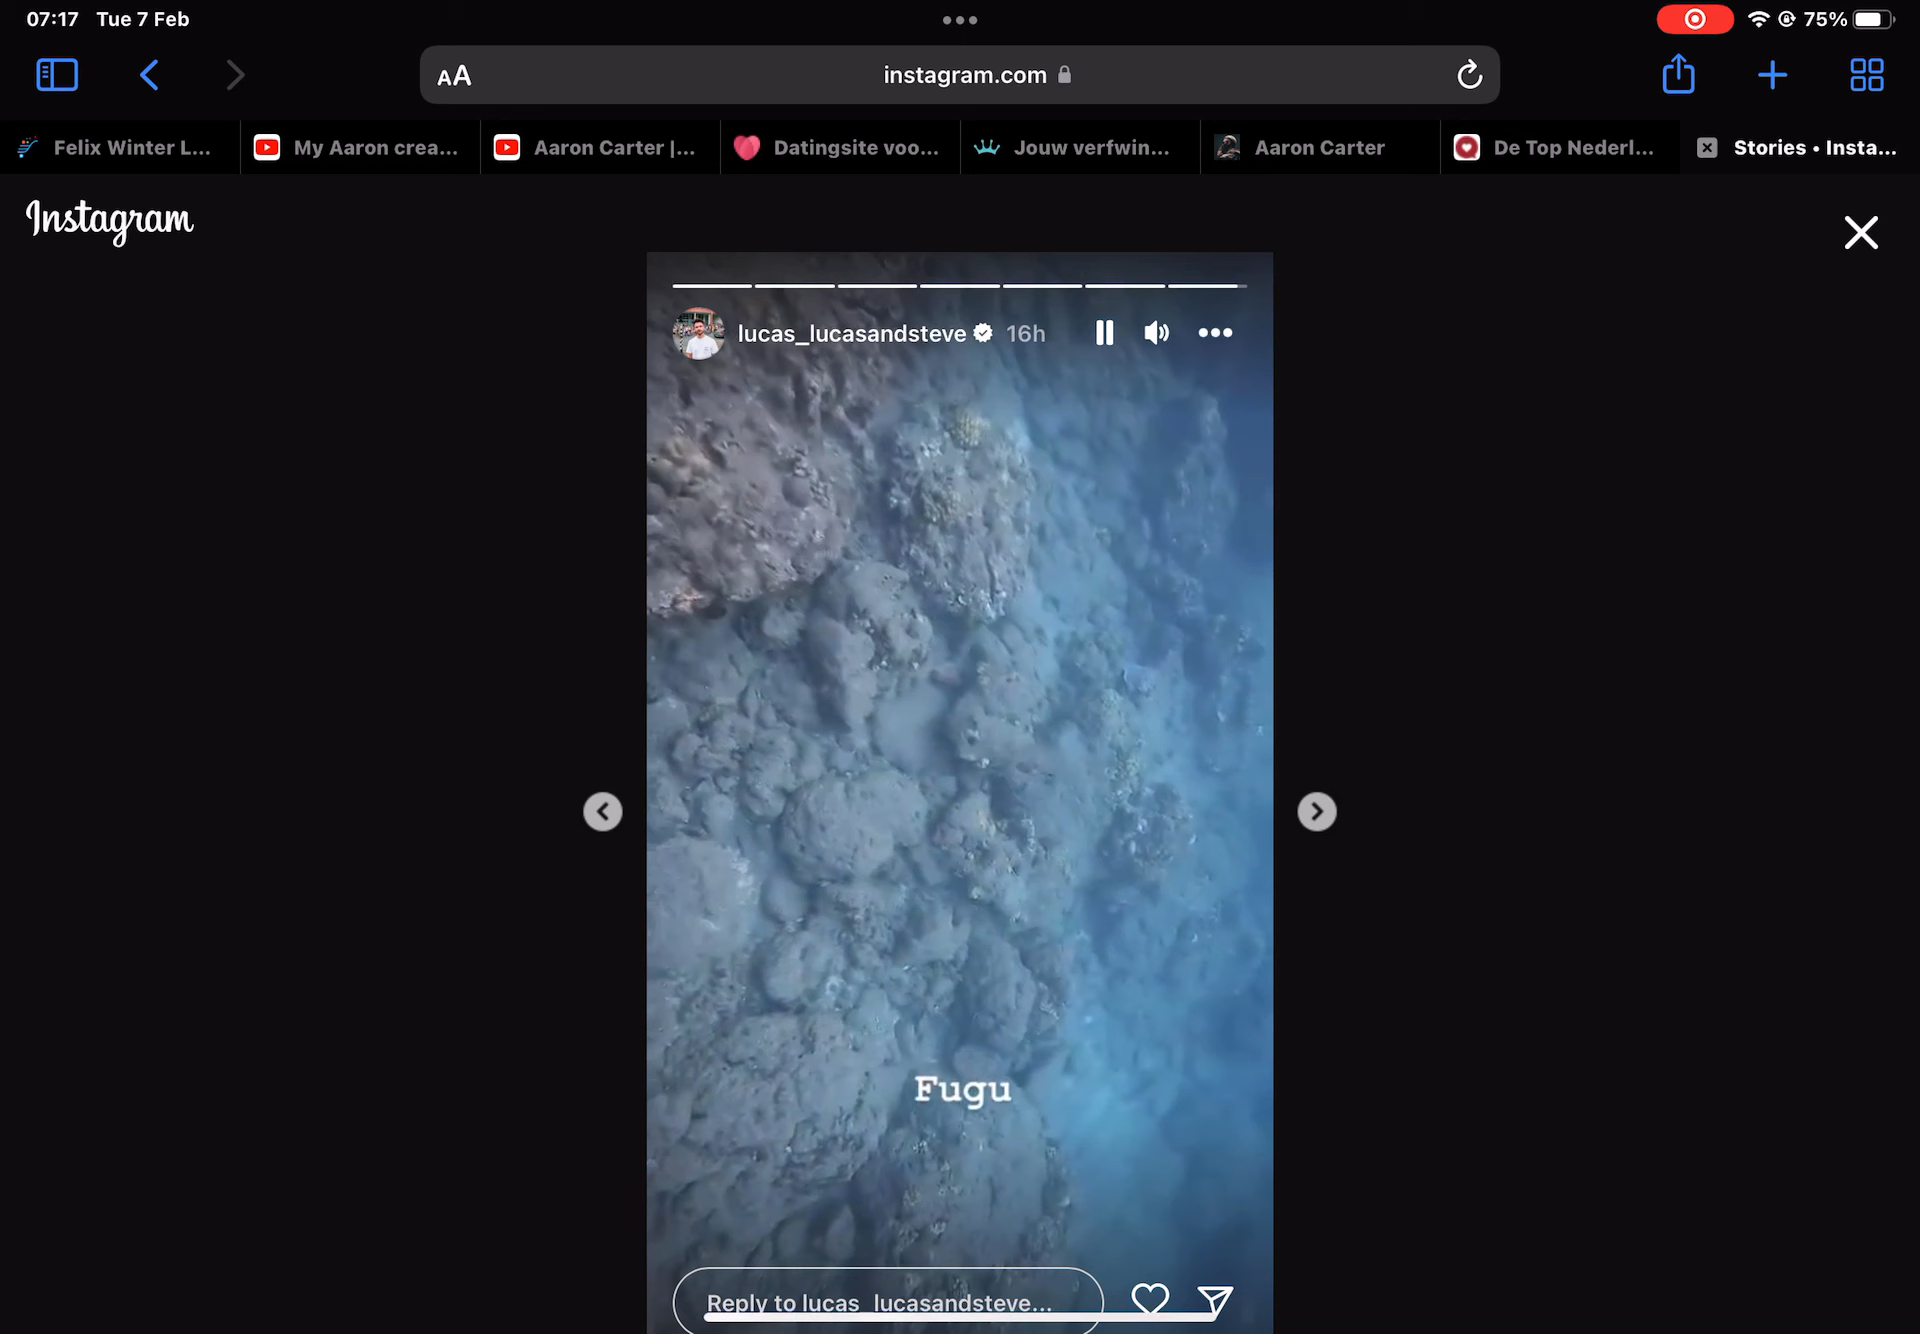 07:17 Tue 7 Feb
75%
AA
instagram.com
Felix Winter L...
My Aaron crea...
Aaron Carter |...
Datingsite voo...
Jouw verfwin...
Aaron Carter
De Top Nederl...
Stories • Insta...
Instagram
lucas_lucasandsteve 16h
Fugu
Reply to lucas_lucasandsteve...